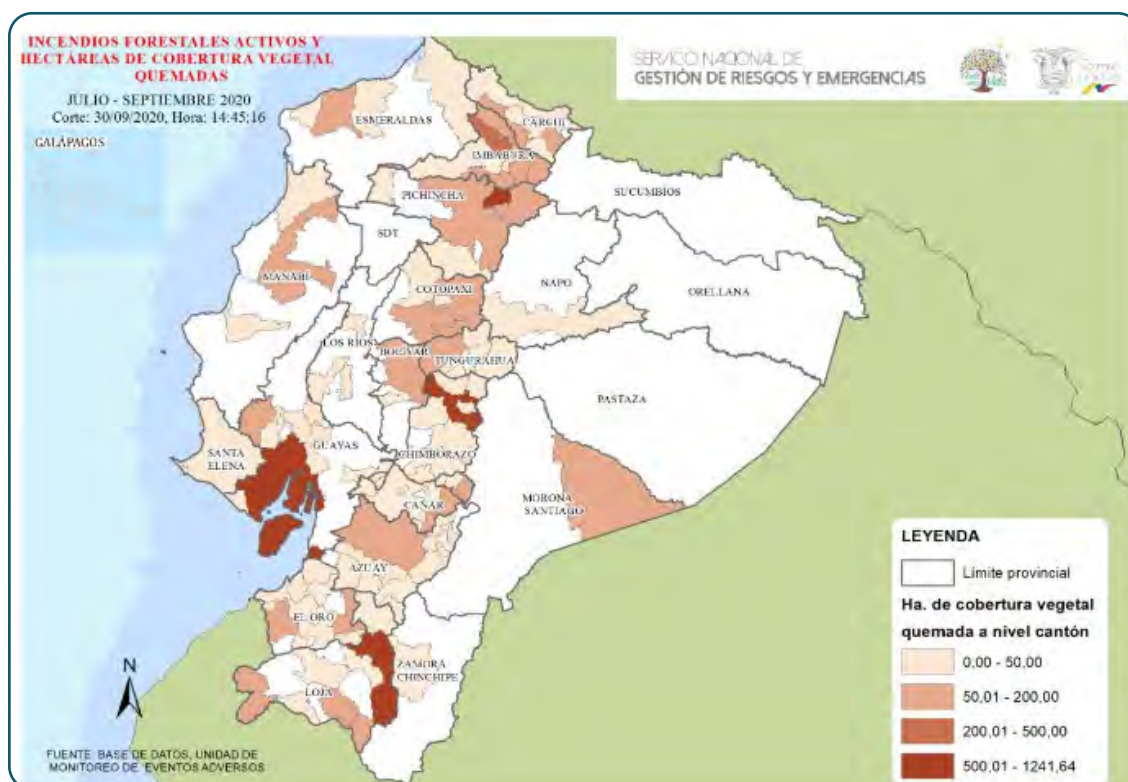 INCENDIOS FORESTALES ACTIVOS Y
HECTÁREAS DE COBERTURA VEGETAL
QUEMADAS
JULIO - SEPTIEMBRE 2020
Corte: 30/09/2020, Hora: 14:45:16
GALÁPAGOS
SERVICIO NACIONAL DE
GESTIÓN DE RIESGOS Y EMERGENCIAS
ESMERALDAS
CARCHI
IMBABURA
SUCUMBIOS
PICHINCHA
SDT
MANABÍ
COTOPAXI
NAPO
ORELLANA
LOS RIOS
BOLÍVAR
TUNGURAHUA
PASTAZA
SANTA
ELENA
GUAYAS
CHIMBORAZO
CAÑAR
MORONA
SANTIAGO
AZUAY
EL ORO
ZAMORA
CHINCHIPE
LOJA
N
LEYENDA
Límite provincial
Ha. de cobertura vegetal
quemada a nivel cantón
0,00 - 50,00
50,01 - 200,00
200,01 - 500,00
500,01 - 1241,64
FUENTE: BASE DE DATOS, UNIDAD DE
MONITOREO DE EVENTOS ADVERSOS